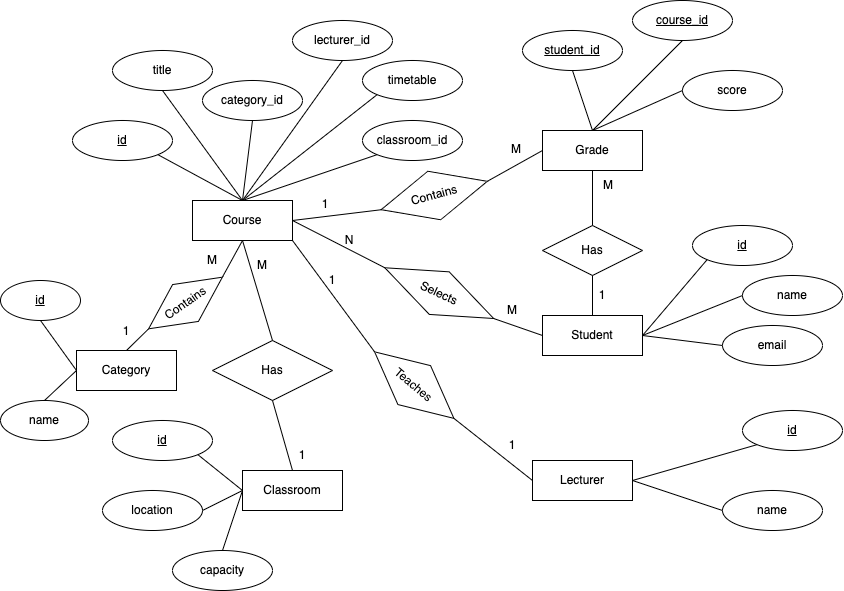 lecturer_id
course_id
student_id
title
timetable
category_id
score
id
classroom_id
Grade
M
Contains
1
M
Course
N
Has
id
M
M
1
Selects
id
Contains
1
name
M
1
Student
email
Category
Has
Teaches
name
id
1
id
1
Lecturer
Classroom
location
name
capacity